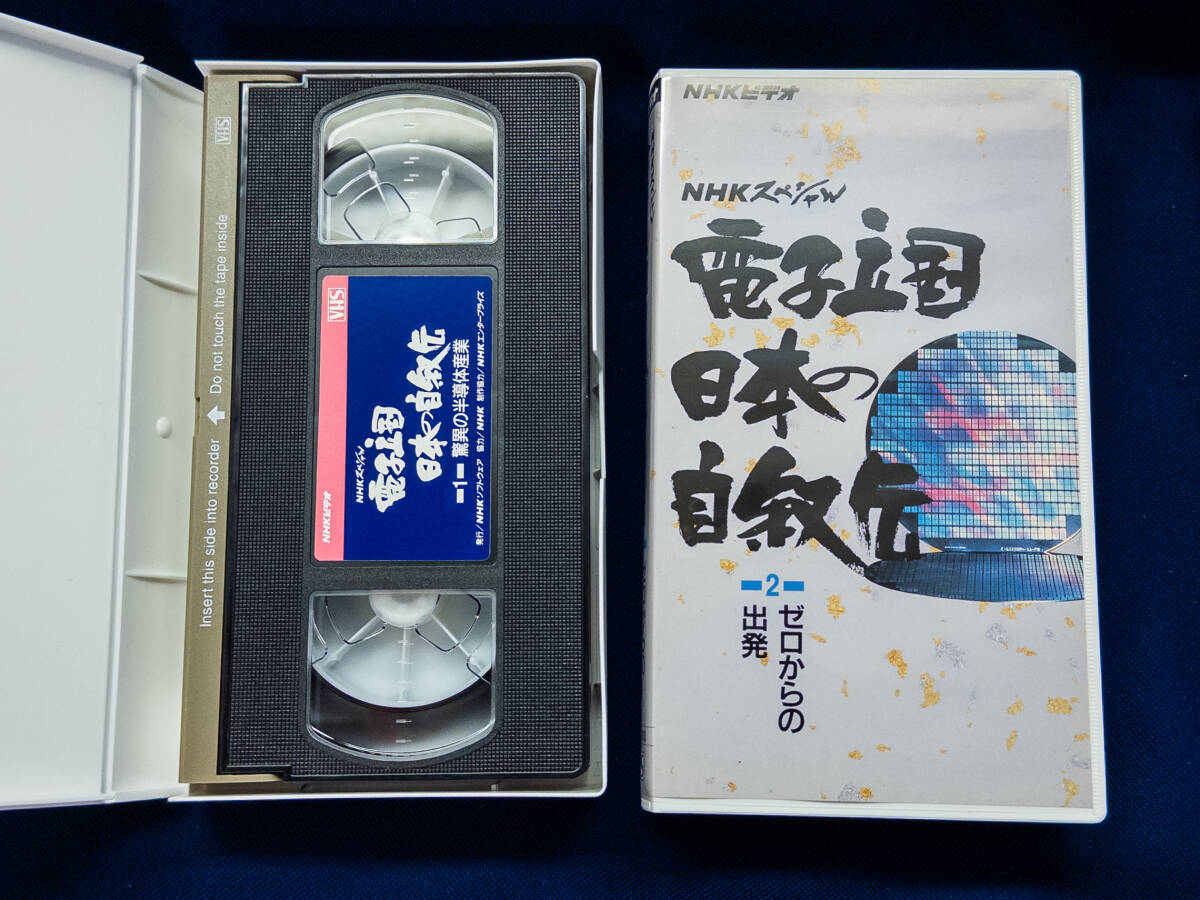 VHS
Insert this side into recorder ↑ Do not touch the tape inside
VHS
NHKビデオ
NHKスペシャル
電子立国
日本の自叙伝
1 驚異の半導体産業
発行/NHKソフトウェア 協力/NHK 制作協力/NHKエンタープライズ
NHKビデオ
NHKスペシャル
電子立国
日本の
自叙伝
2
ゼロからの
出発